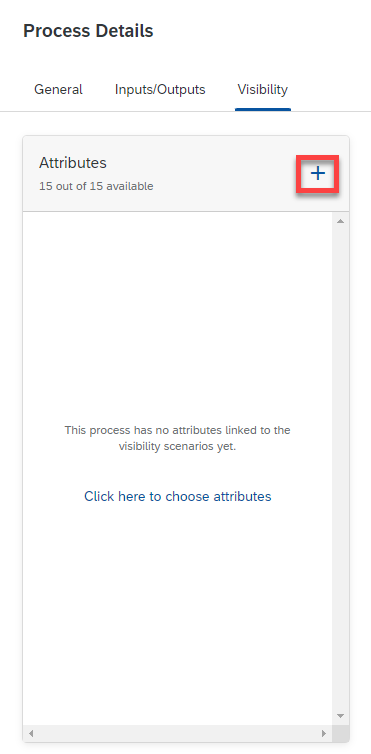 Process Details
General Inputs/Outputs Visibility
Attributes
15 out of 15 available
This process has no attributes linked to the
visibility scenarios yet.
Click here to choose attributes